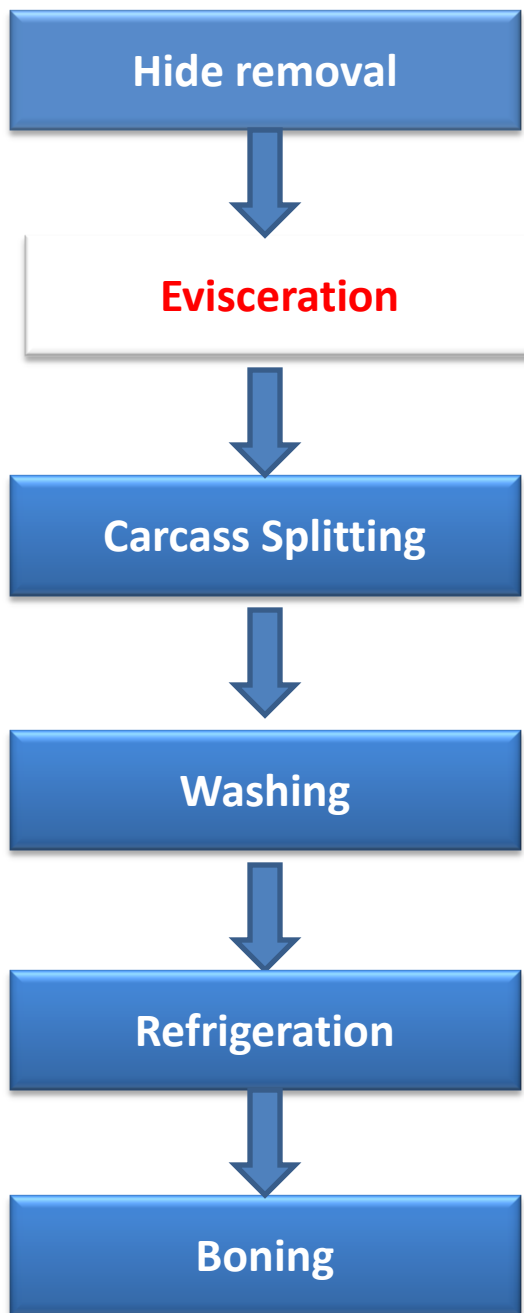 Hide removal
Evisceration
Carcass Splitting
Washing
Refrigeration
Boning